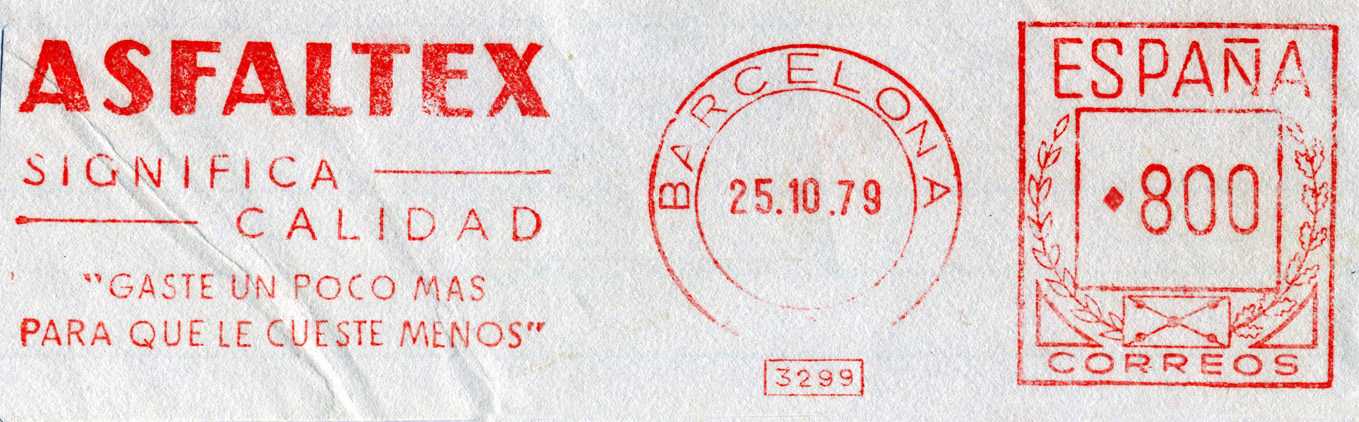 ASFALTEX
SIGNIFICA
CALIDAD
"GASTE UN POCO MAS
PARA QUE LE CUESTE MENOS"
BARCELONA
25.10.79
3299
ESPAÑA
800
CORREOS